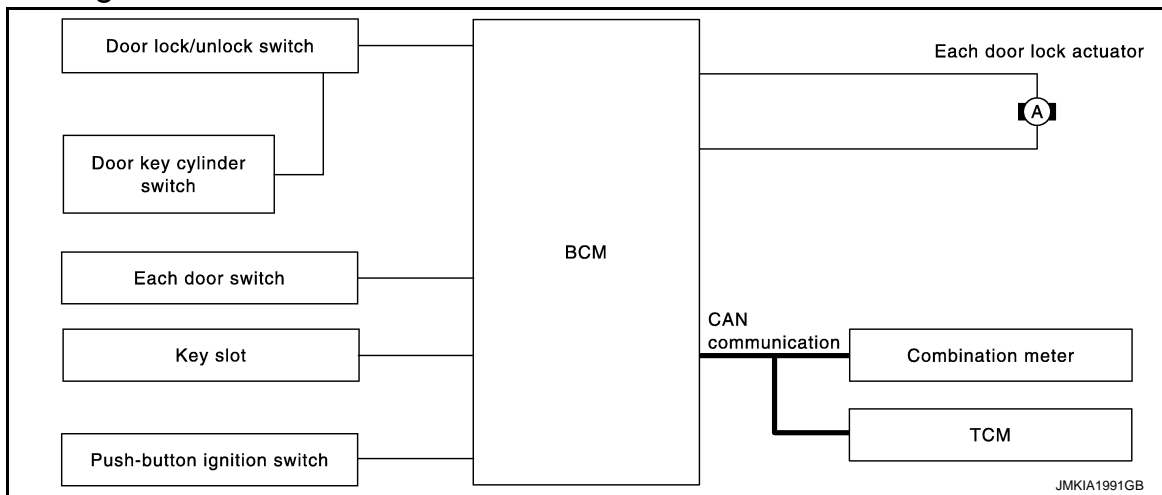 Door lock/unlock switch
Each door lock actuator
A
Door key cylinder
switch
BCM
Each door switch
CAN
communication
Key slot
Combination meter
TCM
Push-button ignition switch
JMKIA1991GB